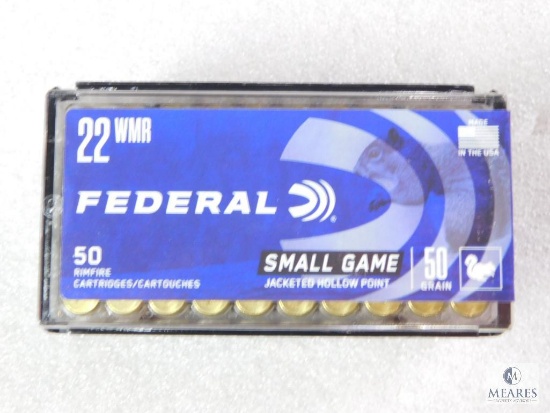 22 WMR
MADE
IN THE USA
FEDERAL®
50
RIMFIRE
CARTRIDGES/CARTOUCHES
SMALL GAME
JACKETED HOLLOW POINT
50
GRAIN
MEARES